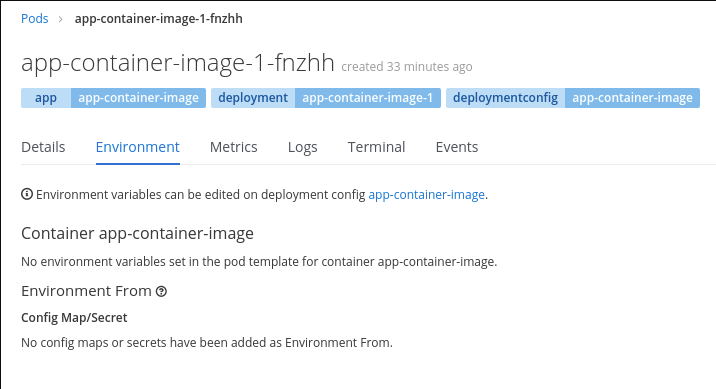 Pods > app-container-image-1-fnzhh
app-container-image-1-fnzhh created 33 minutes ago
app app-container-image deployment app-container-image-1 deploymentconfig app-container-image
Details Environment Metrics Logs Terminal Events
Environment variables can be edited on deployment config app-container-image.
Container app-container-image
No environment variables set in the pod template for container app-container-image.
Environment From
Config Map/Secret
No config maps or secrets have been added as Environment From.